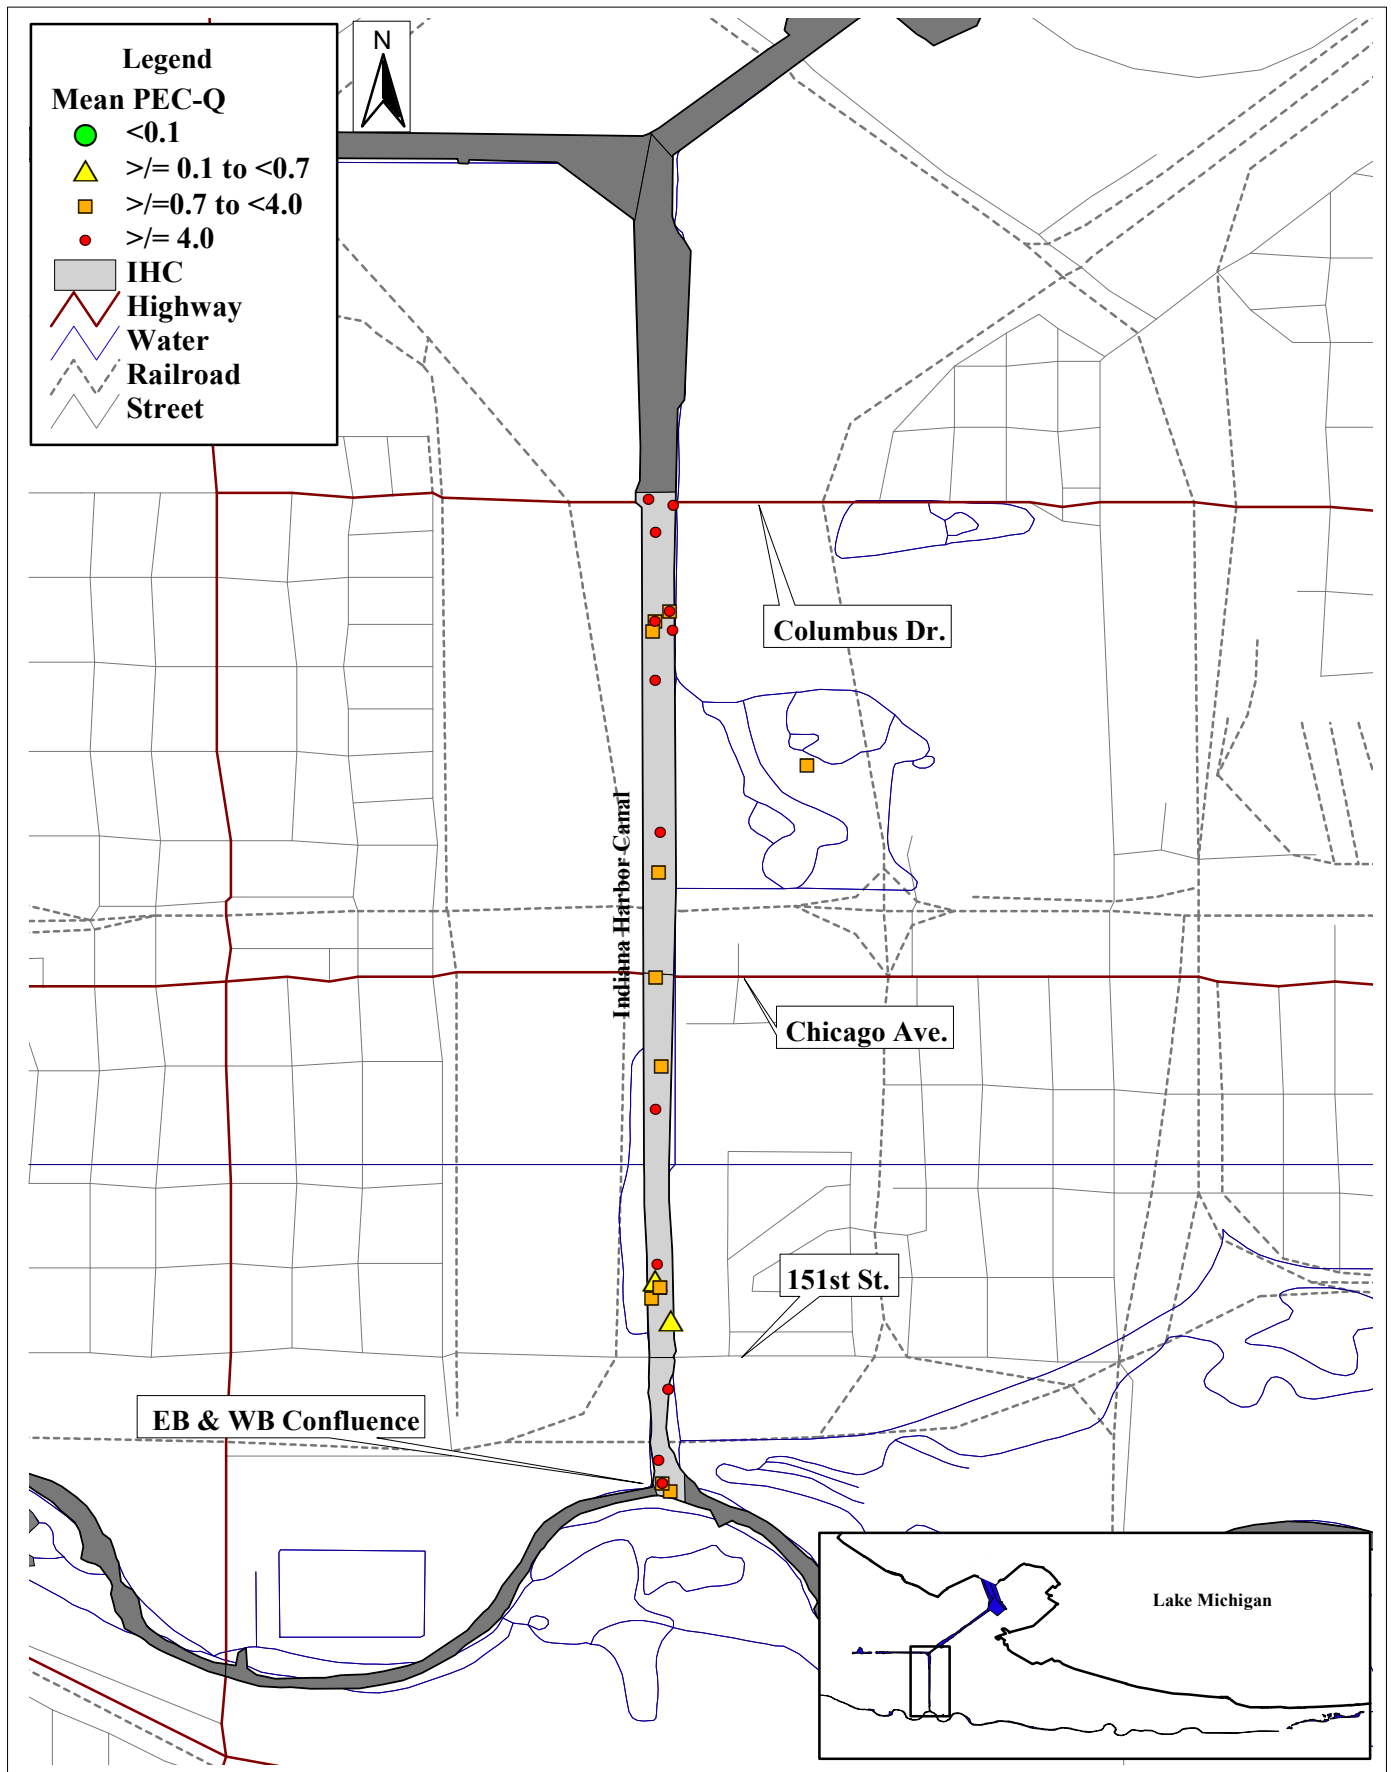 Legend
N
Mean PEC-Q
<0.1
>/= 0.1 to <0.7
>/=0.7 to <4.0
>/= 4.0
IHC
Highway
Water
Railroad
Street
Columbus Dr.
Indiana Harbor Canal
Chicago Ave.
151st St.
EB & WB Confluence
Lake Michigan